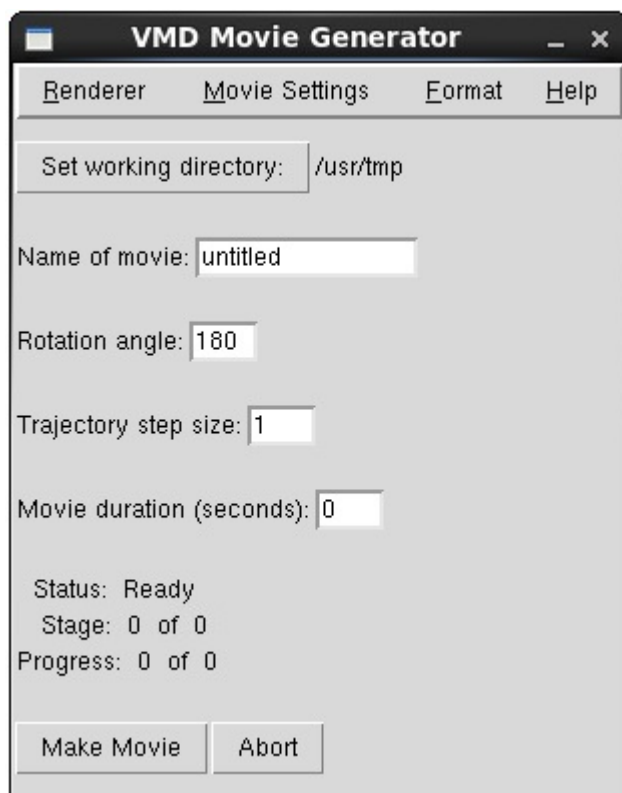 VMD Movie Generator
Renderer Movie Settings Format Help
Set working directory: /usr/tmp
Name of movie: untitled
Rotation angle: 180
Trajectory step size: 1
Movie duration (seconds): 0
Status: Ready
Stage: 0 of 0
Progress: 0 of 0
Make Movie Abort